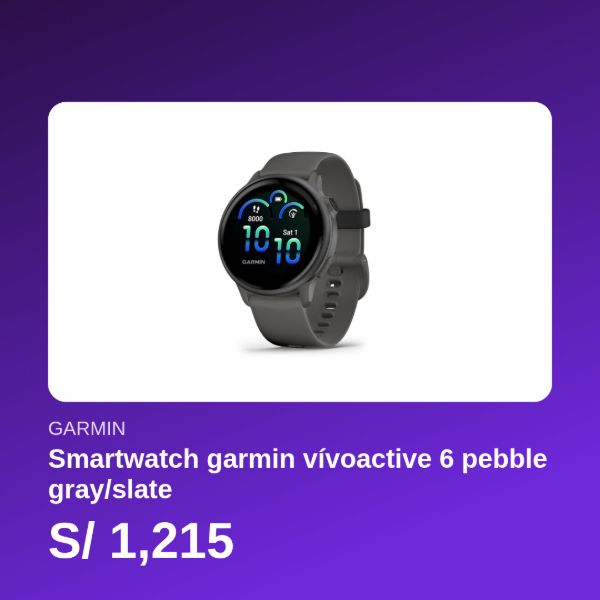 8000
Sat 1
10
10
GARMIN
GARMIN
Smartwatch garmin vívoactive 6 pebble
gray/slate
S/ 1,215